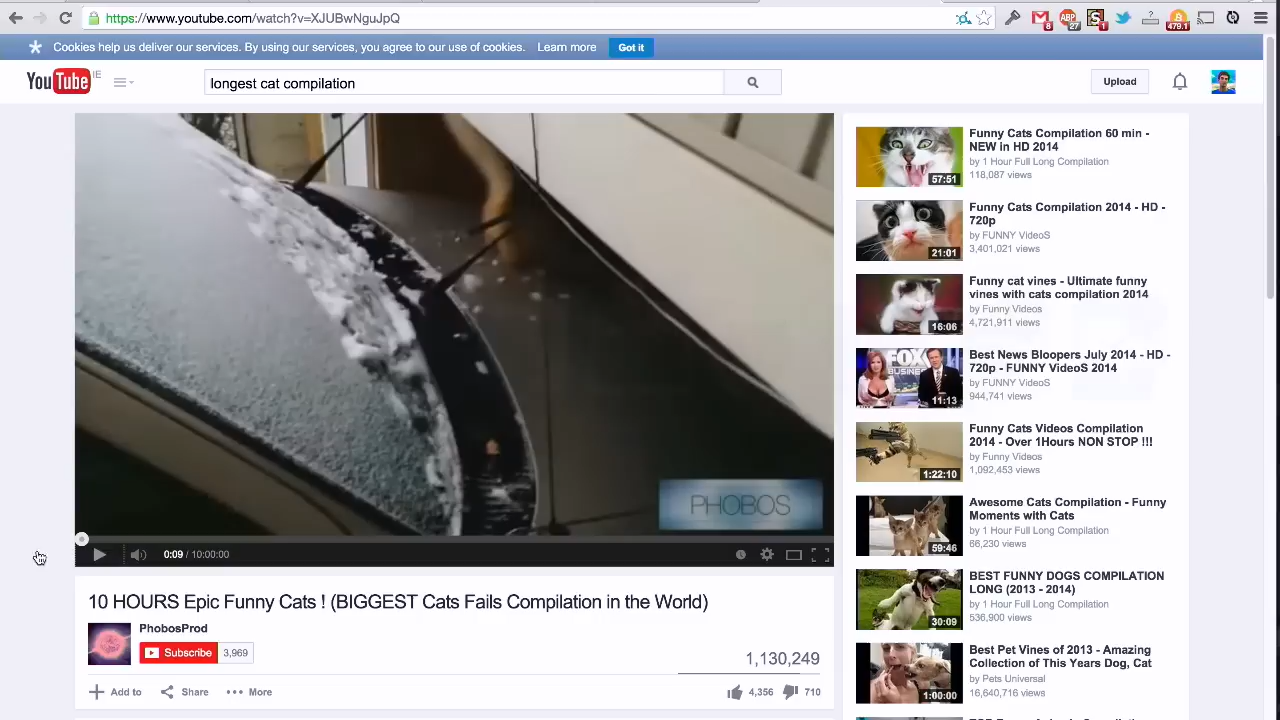 https://www.youtube.com/watch?v=XJUBwNguJpQ
8
ABP
27
S
1
479.1
Cookies help us deliver our services. By using our services, you agree to our use of cookies.
Learn more
Got it
YouTube IE
longest cat compilation
Upload
PHOBOS
0:09 / 10:00:00
10 HOURS Epic Funny Cats ! (BIGGEST Cats Fails Compilation in the World)
PhobosProd
Subscribe
3,969
1,130,249
Add to
Share
More
4,356
710
57:51
Funny Cats Compilation 60 min -
NEW in HD 2014
by 1 Hour Full Long Compilation
118,087 views
21:01
Funny Cats Compilation 2014 - HD -
720p
by FUNNY VideoS
3,401,021 views
16:06
Funny cat vines - Ultimate funny
vines with cats compilation 2014
by Funny Videos
4,721,911 views
FOX
BUSINESS
11:13
Best News Bloopers July 2014 - HD -
720p - FUNNY VideoS 2014
by FUNNY VideoS
944,741 views
1:22:10
Funny Cats Videos Compilation
2014 - Over 1Hours NON STOP !!!
by Funny Videos
1,092,453 views
59:46
Awesome Cats Compilation - Funny
Moments with Cats
by 1 Hour Full Long Compilation
66,230 views
30:09
BEST FUNNY DOGS COMPILATION
LONG (2013 - 2014)
by 1 Hour Full Long Compilation
536,900 views
1:00:00
Best Pet Vines of 2013 - Amazing
Collection of This Years Dog, Cat
by Pets Universal
16,640,716 views